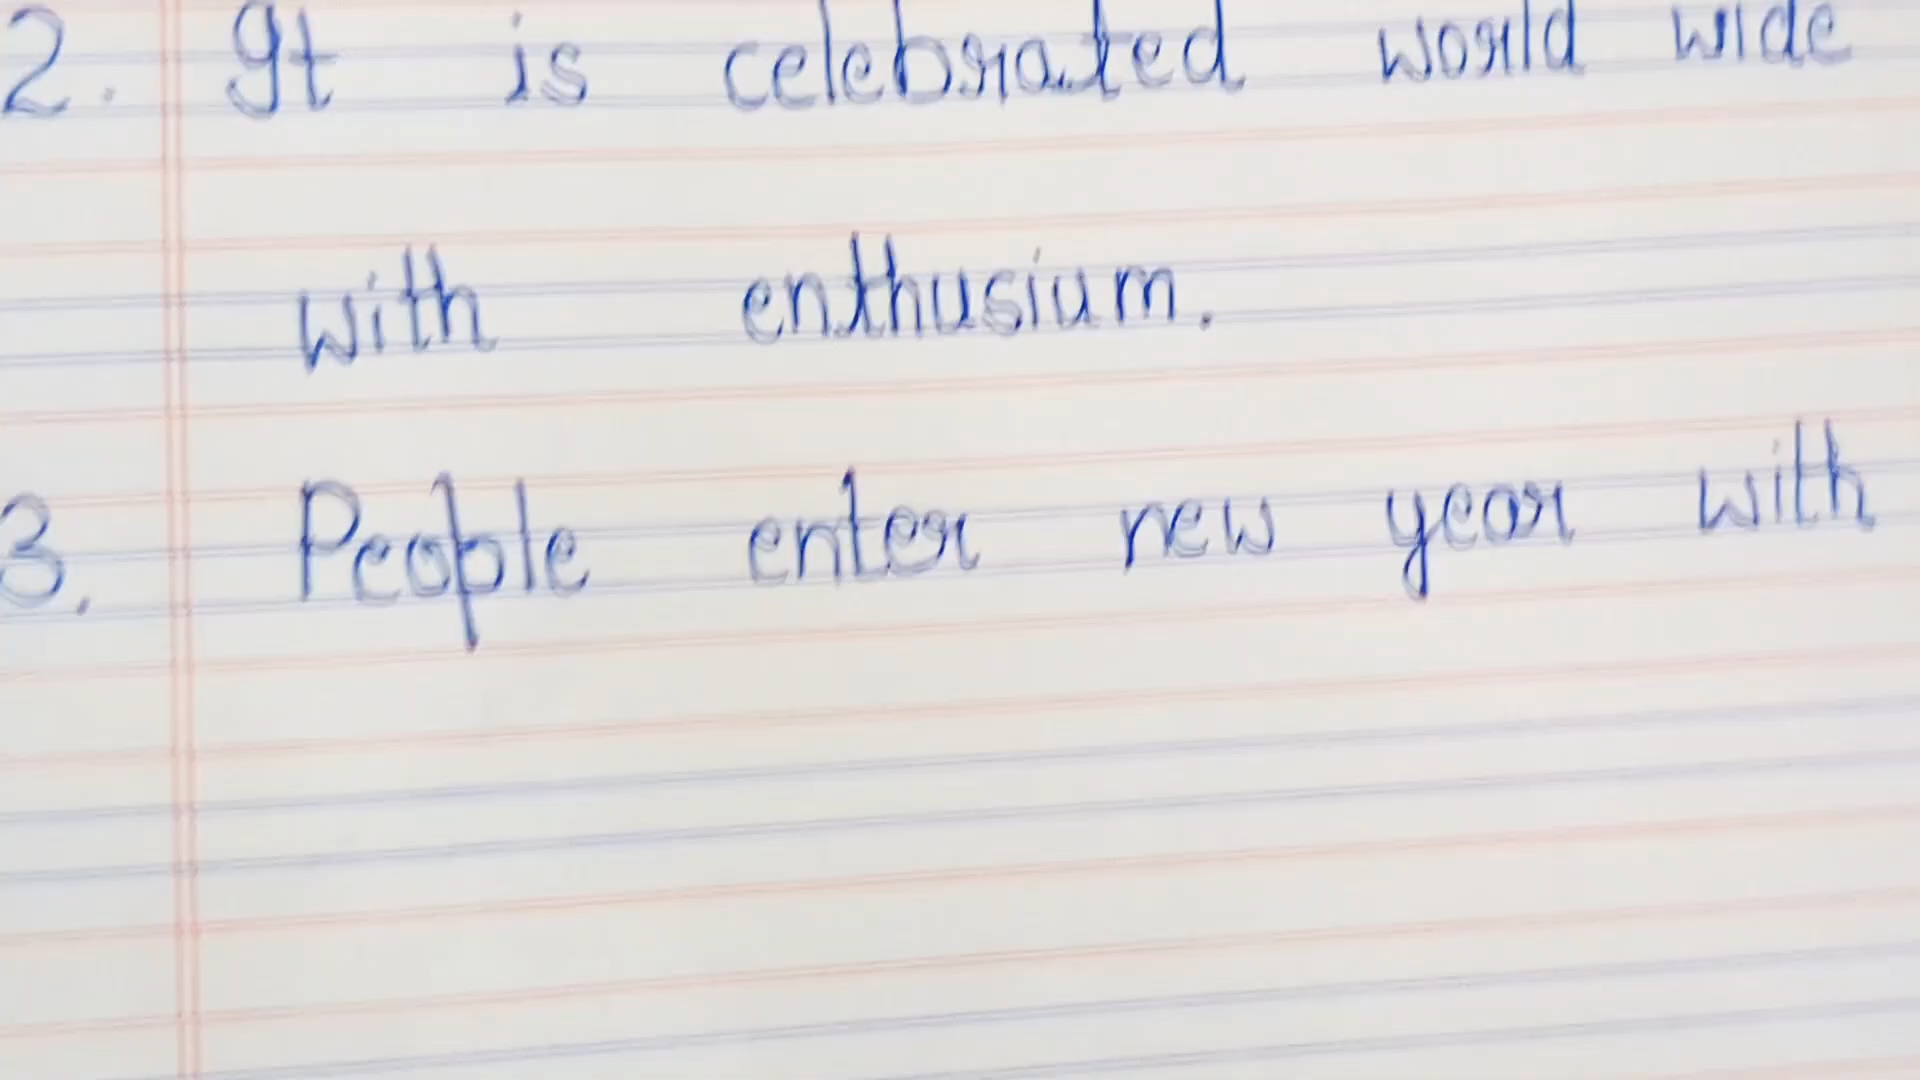 2. It is celebrated world wide
with enthusium.
3. People enter new year with